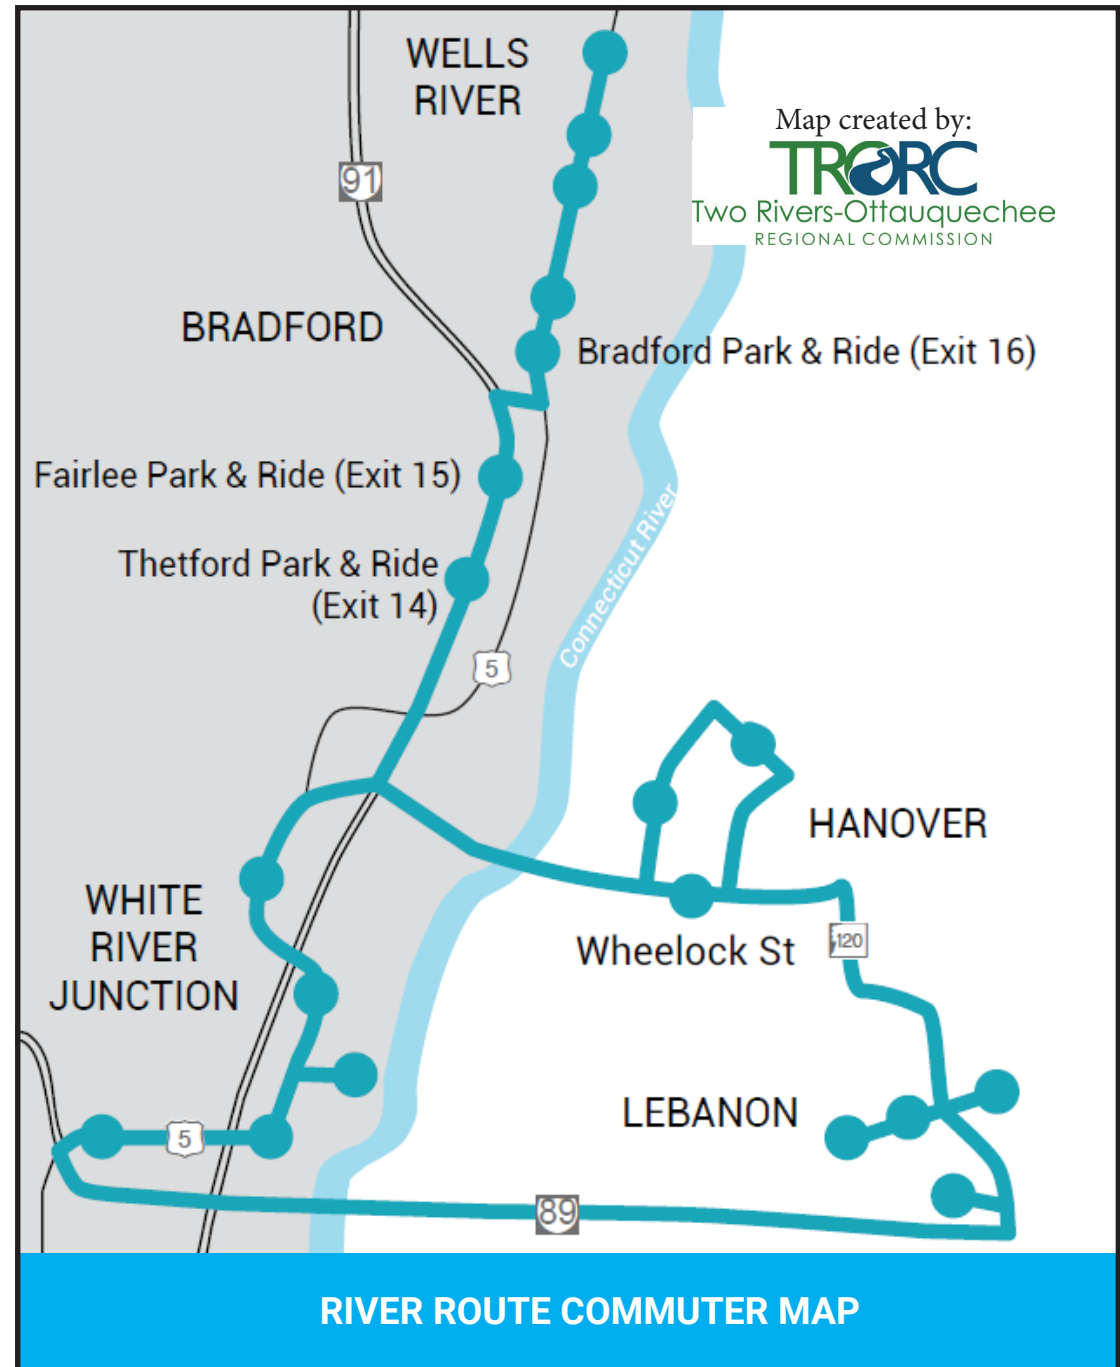 WELLS
RIVER
Map created by:
TRORC
Two Rivers-Ottauquechee
REGIONAL COMMISSION
91
BRADFORD
Bradford Park & Ride (Exit 16)
Fairlee Park & Ride (Exit 15)
Thetford Park & Ride
(Exit 14)
Connecticut River
5
HANOVER
WHITE
RIVER
JUNCTION
Wheelock St
120
LEBANON
5
89
RIVER ROUTE COMMUTER MAP